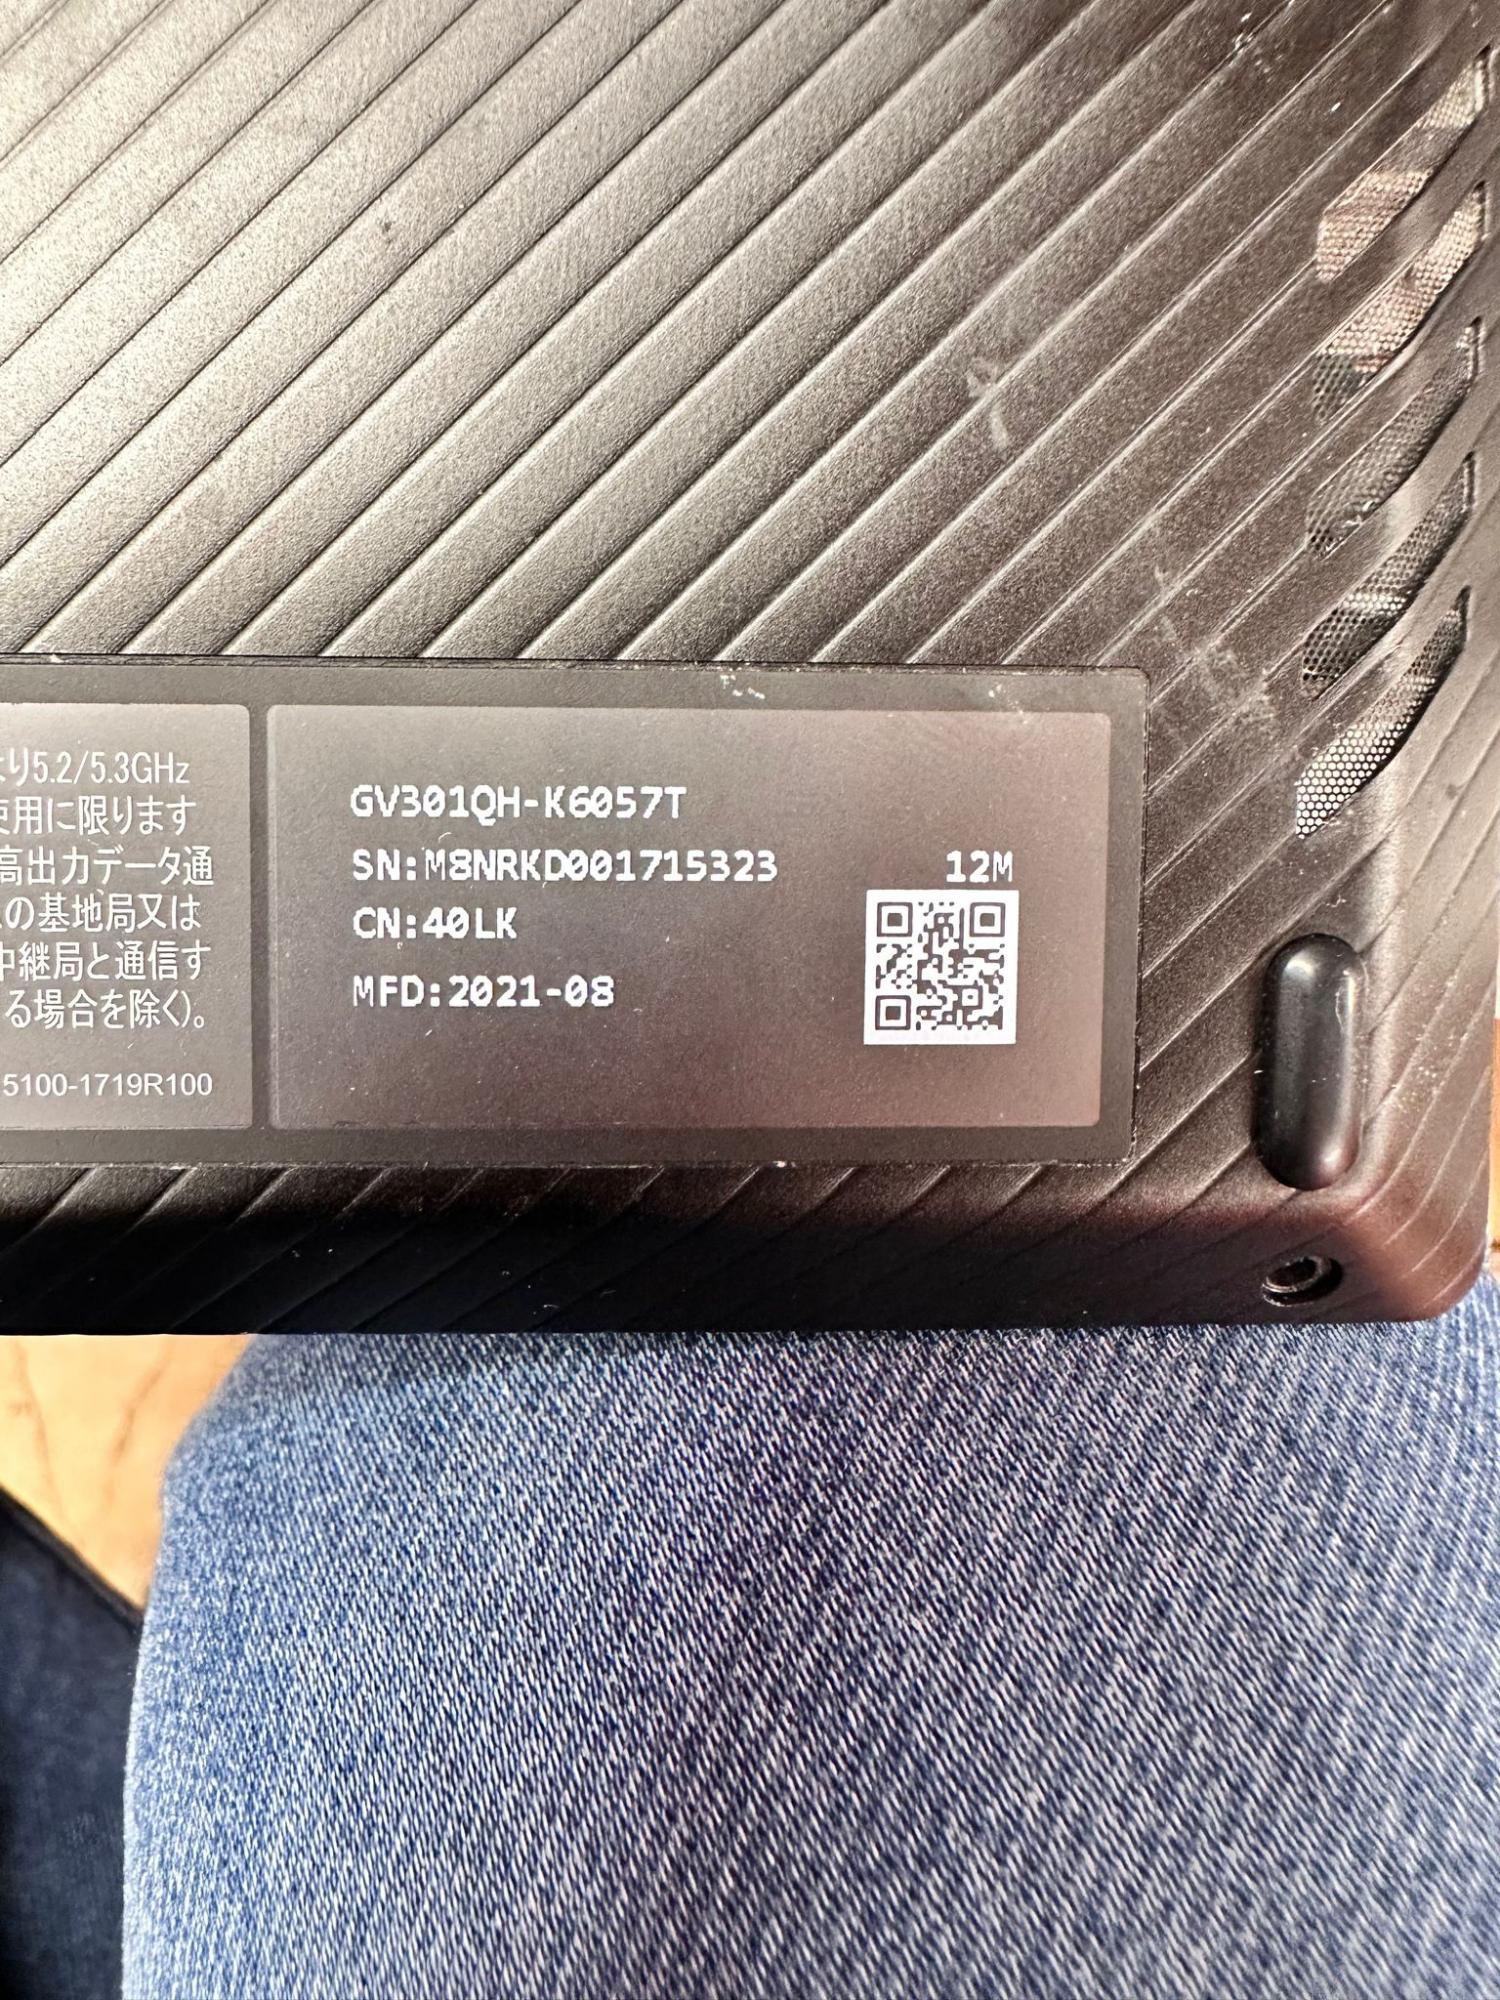 より5.2/5.3GHz
使用に限ります
高出力データ通
の基地局又は
中継局と通信す
る場合を除く)。
5100-1719R100
GV301QH-K6057T
SN:M8NRKD001715323
12M
CN:40LK
MFD:2021-08